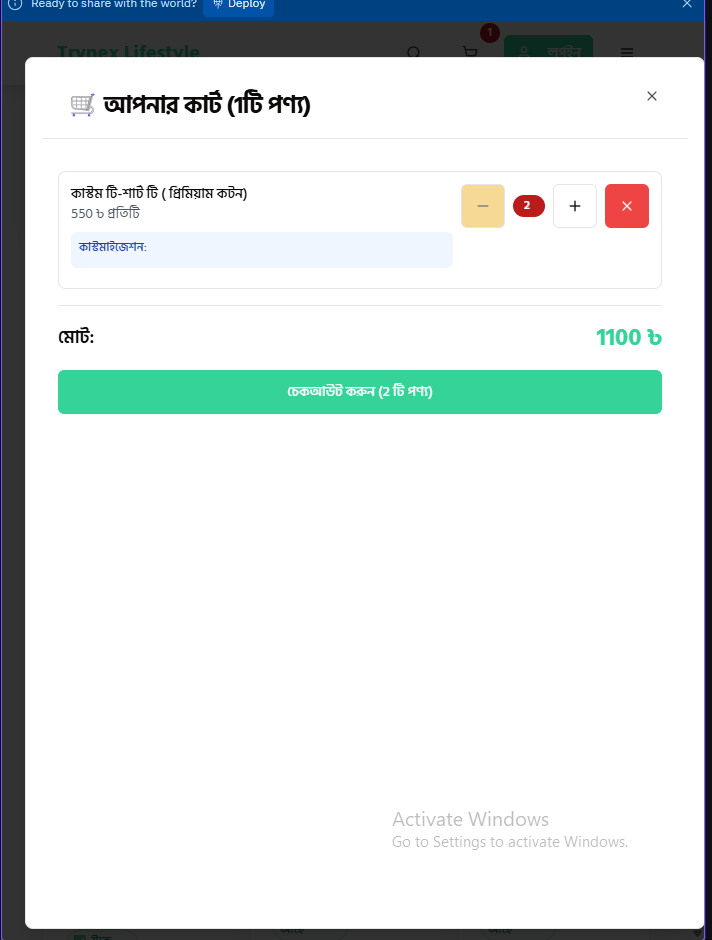 Ready to share with the world?
Deploy
Trynex Lifestyle
1
লগইন
আপনার কার্ট (1টি পণ্য)
কাস্টম টি-শার্ট টি ( প্রিমিয়াম কটন)
550 ৳ প্রতিটি
2
কাস্টমাইজেশন:
মোট:
1100 ৳
চেকআউট করুন (2 টি পণ্য)
Activate Windows
Go to Settings to activate Windows.